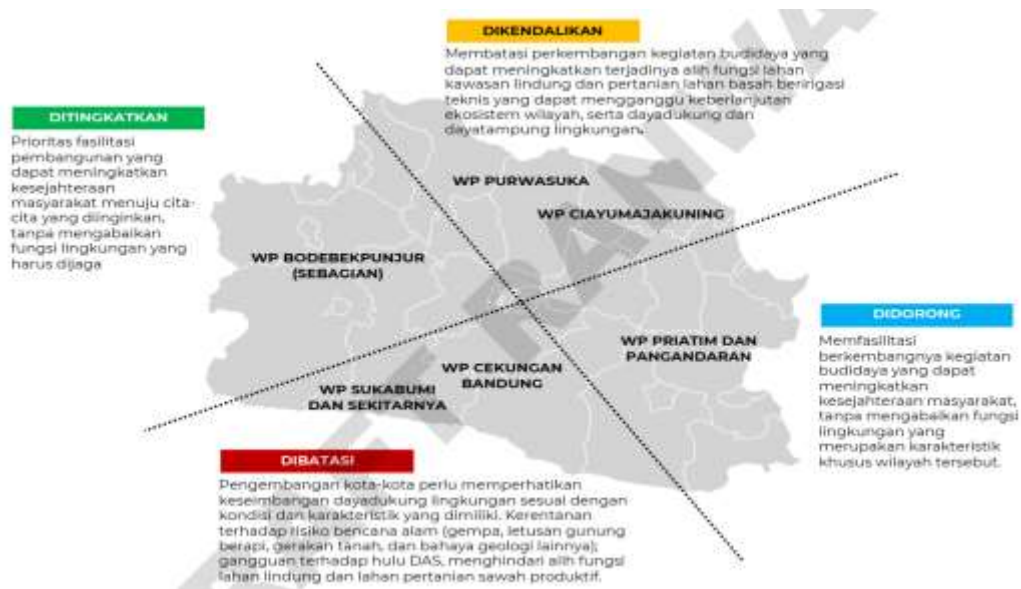 DIKENDALIKAN
Membatasi perkembangan kegiatan budidaya yang
dapat meningkatkan terjadinya alih fungsi lahan
kawasan lindung dan pertanian lahan basah beririgasi
teknis yang dapat mengganggu keberlanjutan
ekosistem wilayah, serta dayadukung dan
dayatampung lingkungan.
DITINGKATKAN
Prioritas fasilitasi
pembangunan yang
dapat meningkatkan
kesejahteraan
masyarakat menuju cita-
cita yang diinginkan,
tanpa mengabaikan
fungsi lingkungan yang
harus dijaga
WP PURWASUKA
WP CIAYUMAJAKUNING
WP BODEBEKPUNJUR
(SEBAGIAN)
DIDORONG
Memfasilitasi
berkembangnya kegiatan
budidaya yang dapat
meningkatkan
kesejahteraan masyarakat,
tanpa mengabaikan fungsi
lingkungan yang
merupakan karakteristik
khusus wilayah tersebut.
WP PRIATIM DAN
PANGANDARAN
WP CEKUNGAN
BANDUNG
WP SUKABUMI
DAN SEKITARNYA
DIBATASI
Pengembangan kota-kota perlu memperhatikan
keseimbangan dayadukung lingkungan sesuai dengan
kondisi dan karakteristik yang dimiliki. Kerentanan
terhadap risiko bencana alam (gempa, letusan gunung
berapi, gerakan tanah, dan bahaya geologi lainnya);
gangguan terhadap hulu DAS, menghindari alih fungsi
lahan lindung dan lahan pertanian sawah produktif.